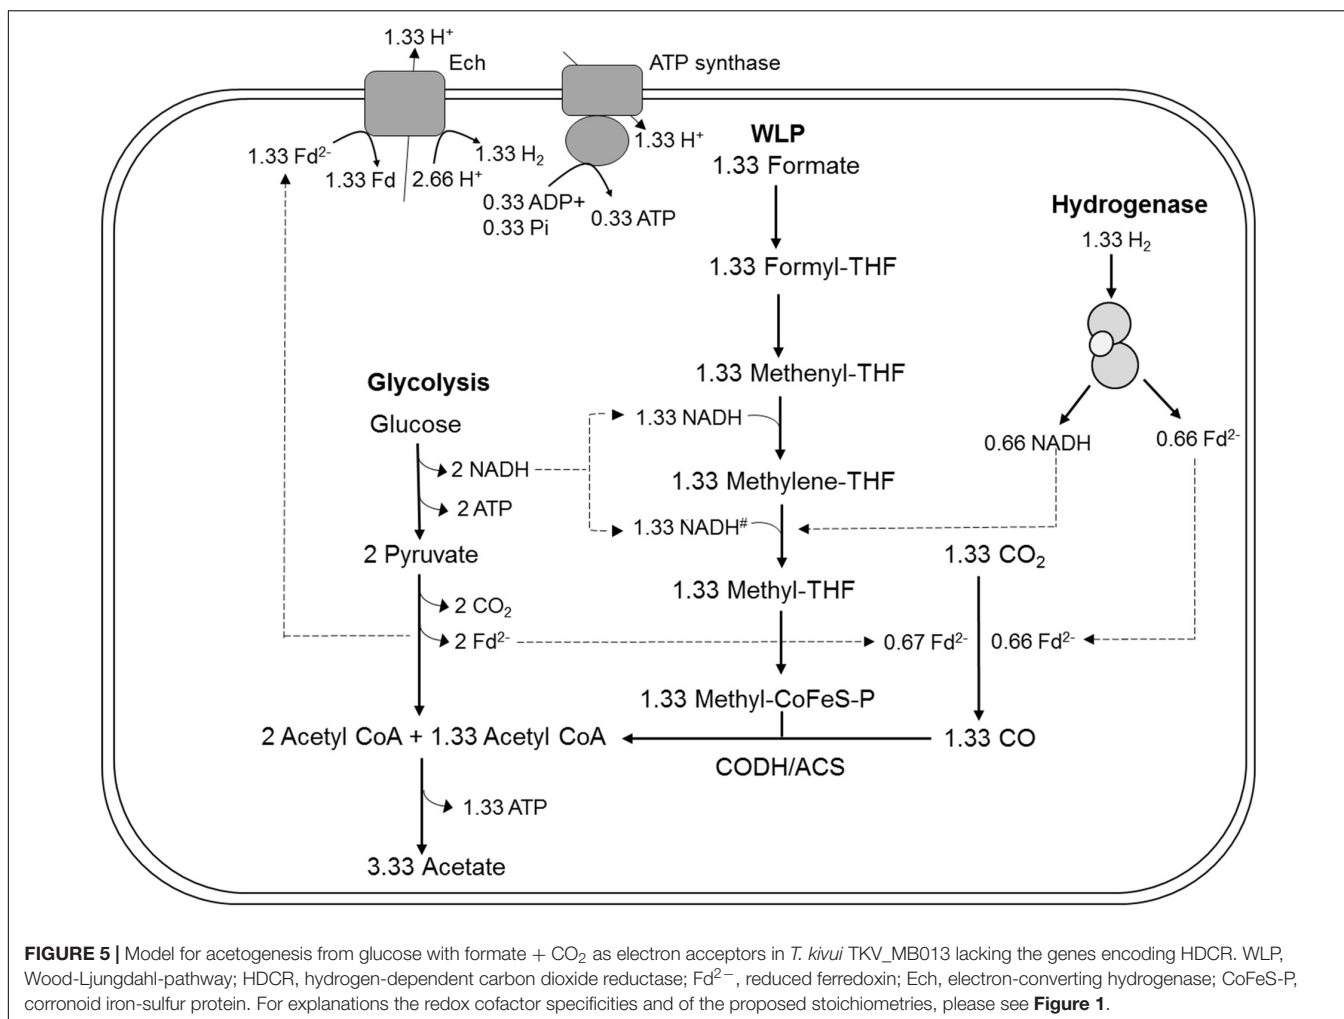 1.33 H⁺
Ech
ATP synthase
1.33 Fd²⁻
1.33 Fd
2.66 H⁺
1.33 H₂
1.33 H⁺
0.33 ADP+
0.33 Pi
0.33 ATP
WLP
1.33 Formate
1.33 Formyl-THF
1.33 Methenyl-THF
1.33 NADH
1.33 Methylene-THF
1.33 NADH#
1.33 Methyl-THF
1.33 Methyl-CoFeS-P
CODH/ACS
Hydrogenase
1.33 H₂
0.66 NADH
0.66 Fd²⁻
1.33 CO₂
0.67 Fd²⁻
0.66 Fd²⁻
1.33 CO
Glycolysis
Glucose
2 NADH
2 ATP
2 Pyruvate
2 CO₂
2 Fd²⁻
2 Acetyl CoA + 1.33 Acetyl CoA
1.33 ATP
3.33 Acetate
FIGURE 5 | Model for acetogenesis from glucose with formate + CO₂ as electron acceptors in T. kivui TKV_MB013 lacking the genes encoding HDCR. WLP,
Wood-Ljungdahl-pathway; HDCR, hydrogen-dependent carbon dioxide reductase; Fd²⁻, reduced ferredoxin; Ech, electron-converting hydrogenase; CoFeS-P,
corronoid iron-sulfur protein. For explanations the redox cofactor specificities and of the proposed stoichiometries, please see Figure 1.